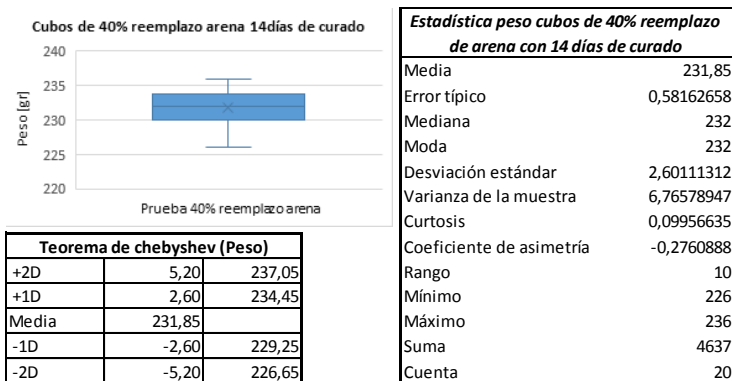 Cubos de 40% reemplazo arena 14días de curado
240
235
230
225
220
Peso [gr]
Prueba 40% reemplazo arena
Teorema de chebyshev (Peso)
+2D 5,20 237,05
+1D 2,60 234,45
Media 231,85
-1D -2,60 229,25
-2D -5,20 226,65
Estadística peso cubos de 40% reemplazo
de arena con 14 días de curado
Media 231,85
Error típico 0,58162658
Mediana 232
Moda 232
Desviación estándar 2,60111312
Varianza de la muestra 6,76578947
Curtosis 0,09956635
Coeficiente de asimetría -0,2760888
Rango 10
Mínimo 226
Máximo 236
Suma 4637
Cuenta 20